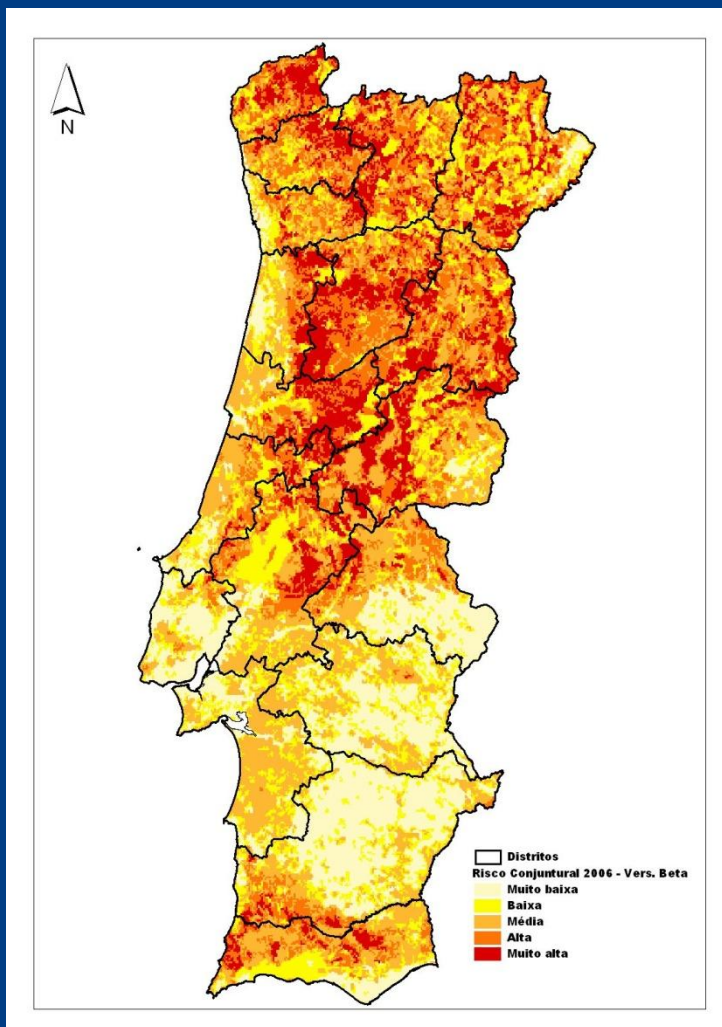 N
Distritos
Risco Conjuntural 2006 - Vers. Beta
Muito baixa
Baixa
Média
Alta
Muito alta